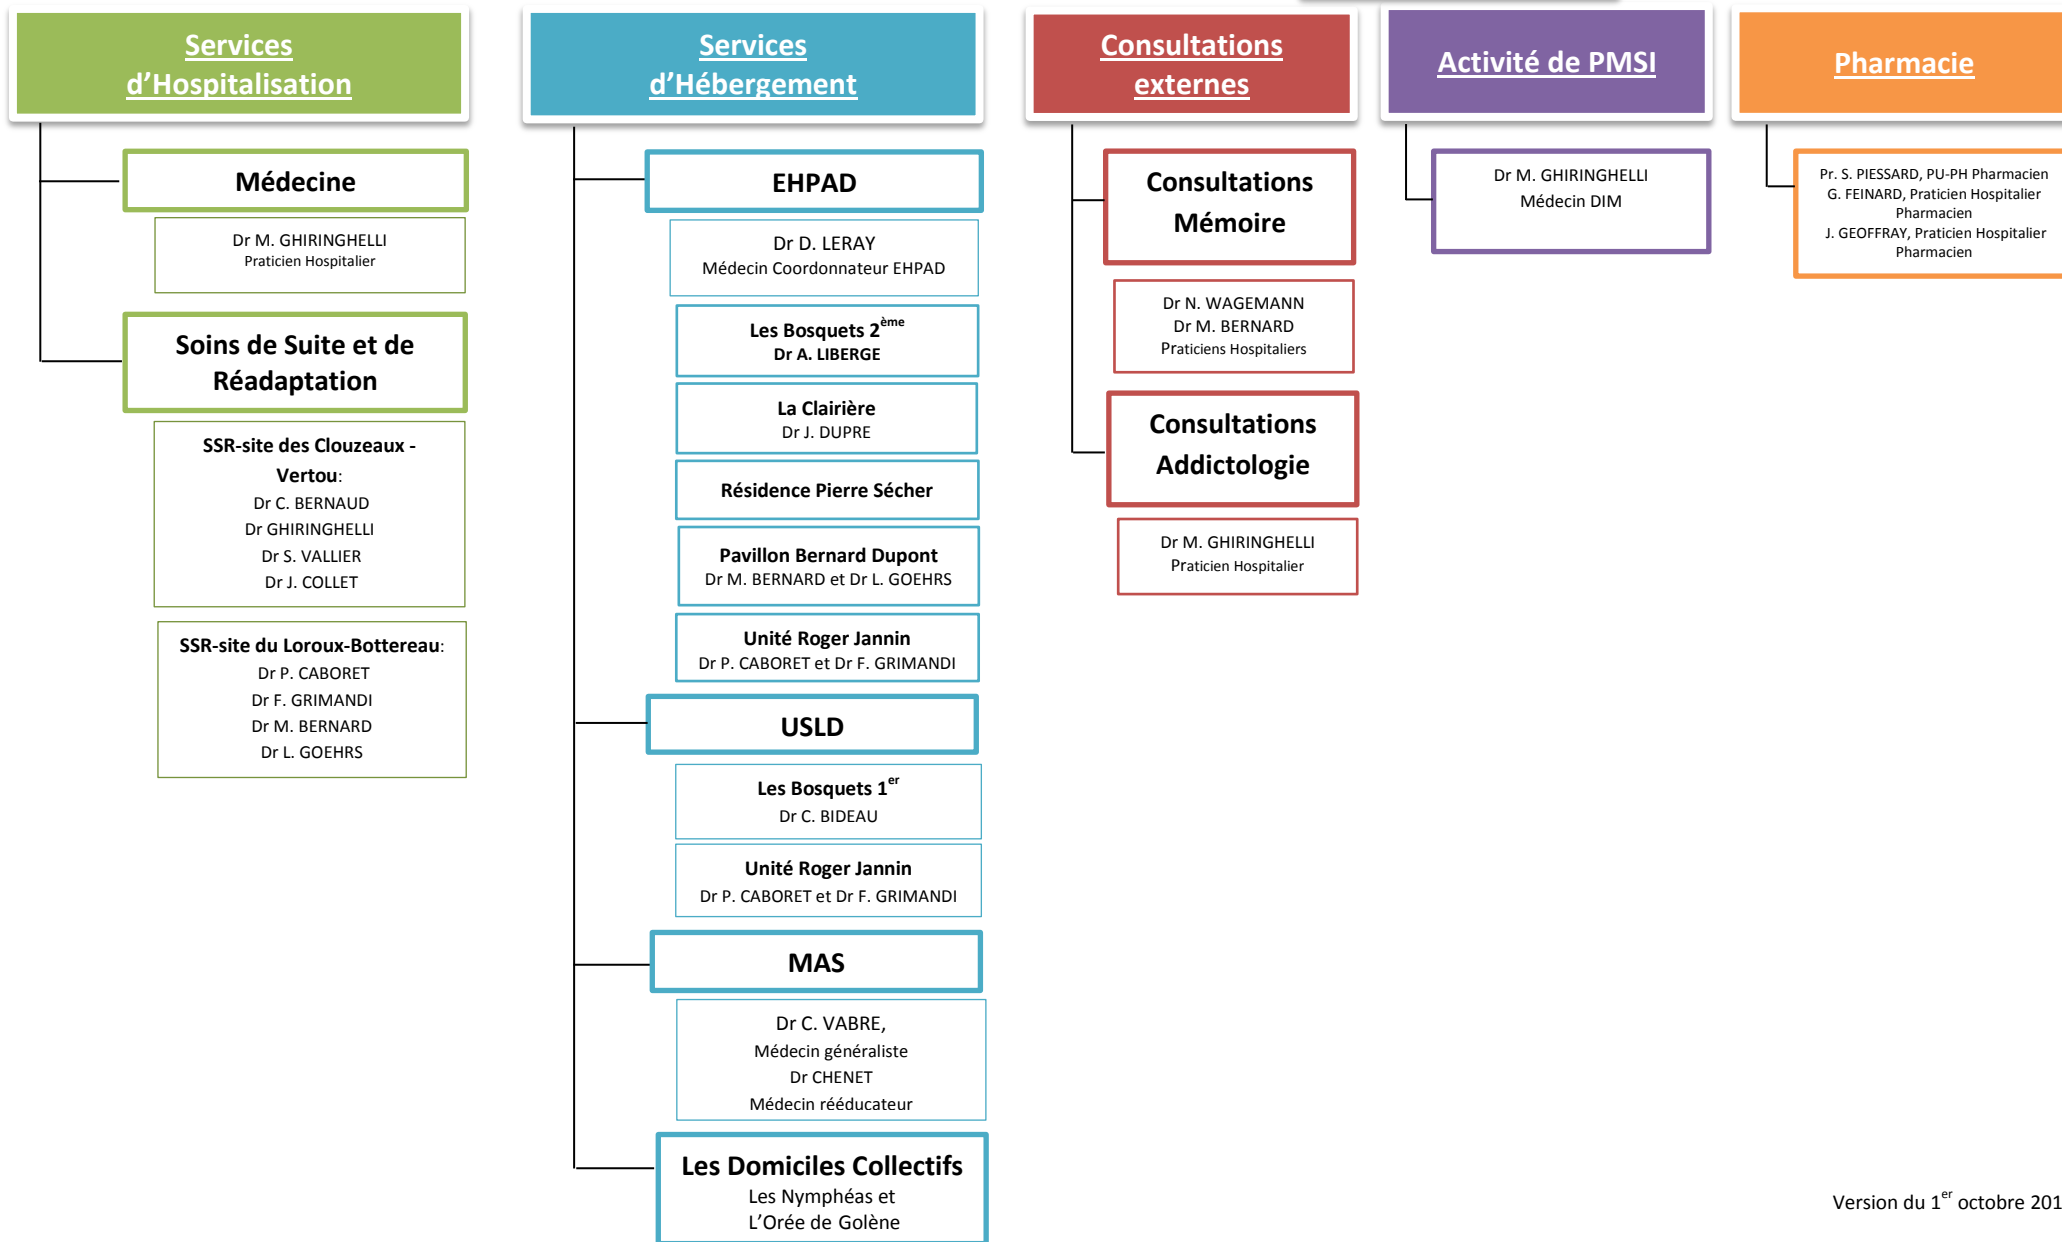 Services
d’Hospitalisation
Médecine
Dr M. GHIRINGHELLI
Praticien Hospitalier
Soins de Suite et de
Réadaptation
SSR-site des Clouzeaux -
Vertou:
Dr C. BERNAUD
Dr GHIRINGHELLI
Dr S. VALLIER
Dr J. COLLET
SSR-site du Loroux-Bottereau:
Dr P. CABORET
Dr F. GRIMANDI
Dr M. BERNARD
Dr L. GOEHRS
Services
d’Hébergement
EHPAD
Dr D. LERAY
Médecin Coordonnateur EHPAD
Les Bosquets 2ème
Dr A. LIBERGE
La Clairière
Dr J. DUPRE
Résidence Pierre Sécher
Pavillon Bernard Dupont
Dr M. BERNARD et Dr L. GOEHRS
Unité Roger Jannin
Dr P. CABORET et Dr F. GRIMANDI
USLD
Les Bosquets 1er
Dr C. BIDEAU
Unité Roger Jannin
Dr P. CABORET et Dr F. GRIMANDI
MAS
Dr C. VABRE,
Médecin généraliste
Dr CHENET
Médecin rééducateur
Les Domiciles Collectifs
Les Nymphéas et
L’Orée de Golène
Consultations
externes
Consultations
Mémoire
Dr N. WAGEMANN
Dr M. BERNARD
Praticiens Hospitaliers
Consultations
Addictologie
Dr M. GHIRINGHELLI
Praticien Hospitalier
Activité de PMSI
Dr M. GHIRINGHELLI
Médecin DIM
Pharmacie
Pr. S. PIESSARD, PU-PH Pharmacien
G. FEINARD, Praticien Hospitalier
Pharmacien
J. GEOFFRAY, Praticien Hospitalier
Pharmacien
Version du 1er octobre 201